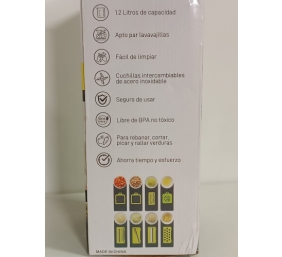 12 Litros de capacidad
Apto par lavavajillas
Fácil de limpiar
Cuchillas intercambiables
de acero inoxidable
Seguro de usar
Libre de BPA no tóxico
Para rebanar, cortar,
picar y rallar verduras
Ahorra tiempo y esfuerzo
MADE IN CHINA